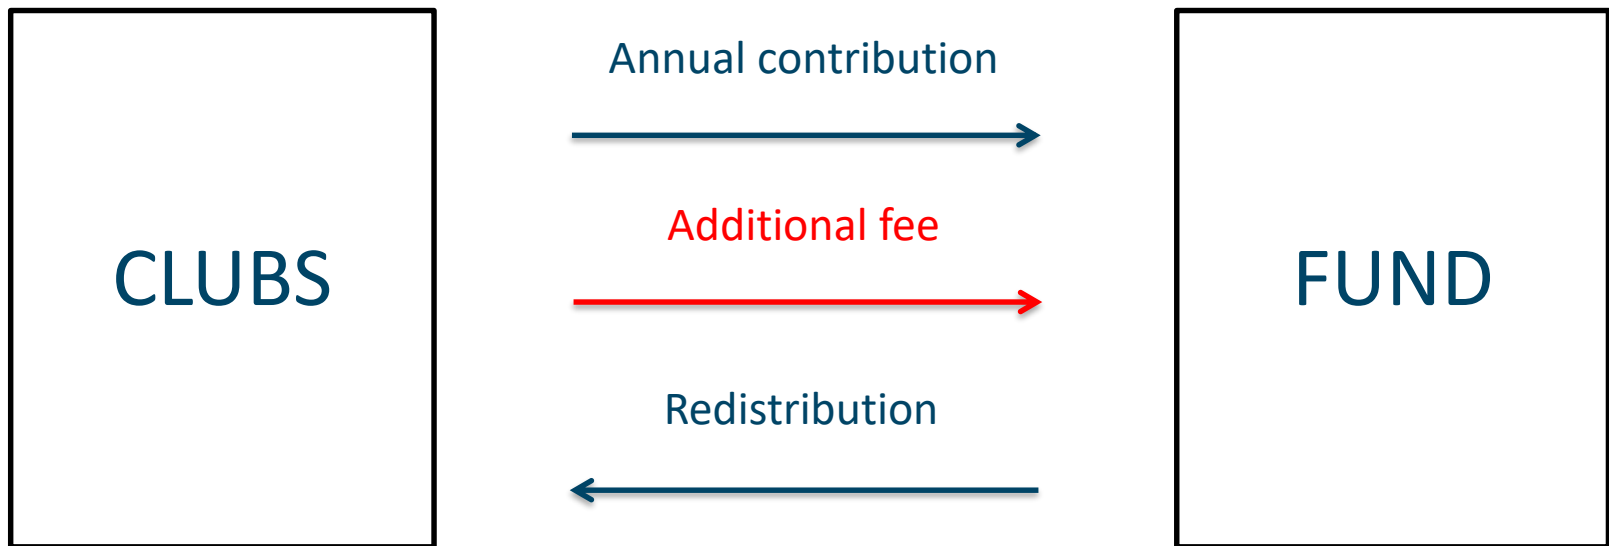 Annual contribution
Additional fee
CLUBS
FUND
Redistribution